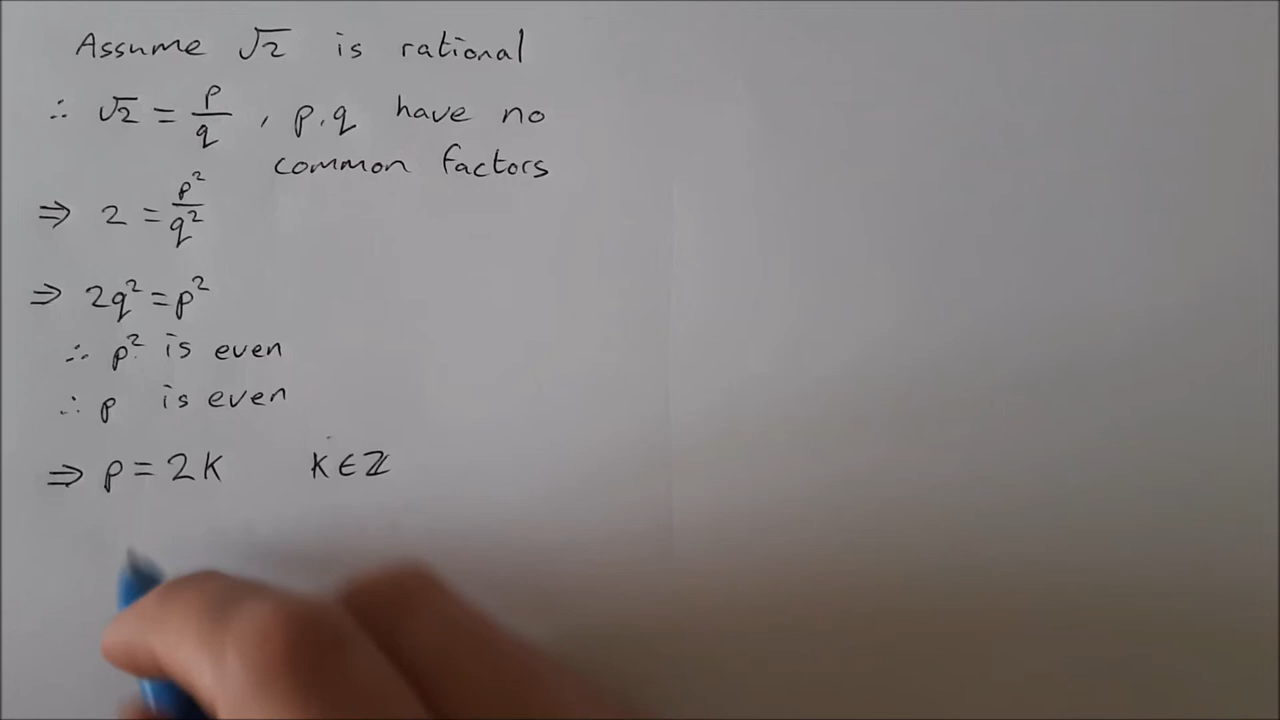 Assume √2 is rational
∴ √2 = p/q , p,q have no
common factors
⇒ 2 = p²/q²
⇒ 2q² = p²
∴ p² is even
∴ p is even
⇒ p = 2K K ∈ ℤ